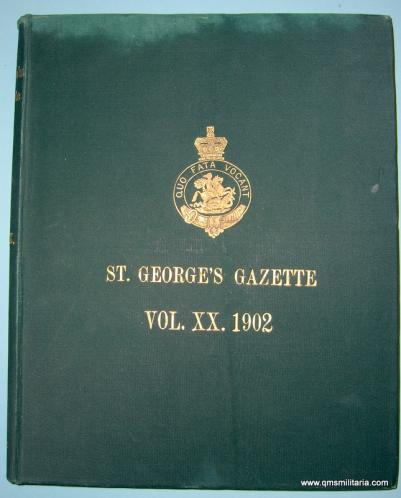 QUO FATA VOCANT
ST. GEORGE'S GAZETTE
VOL. XX. 1902
www.qmsmilitaria.com